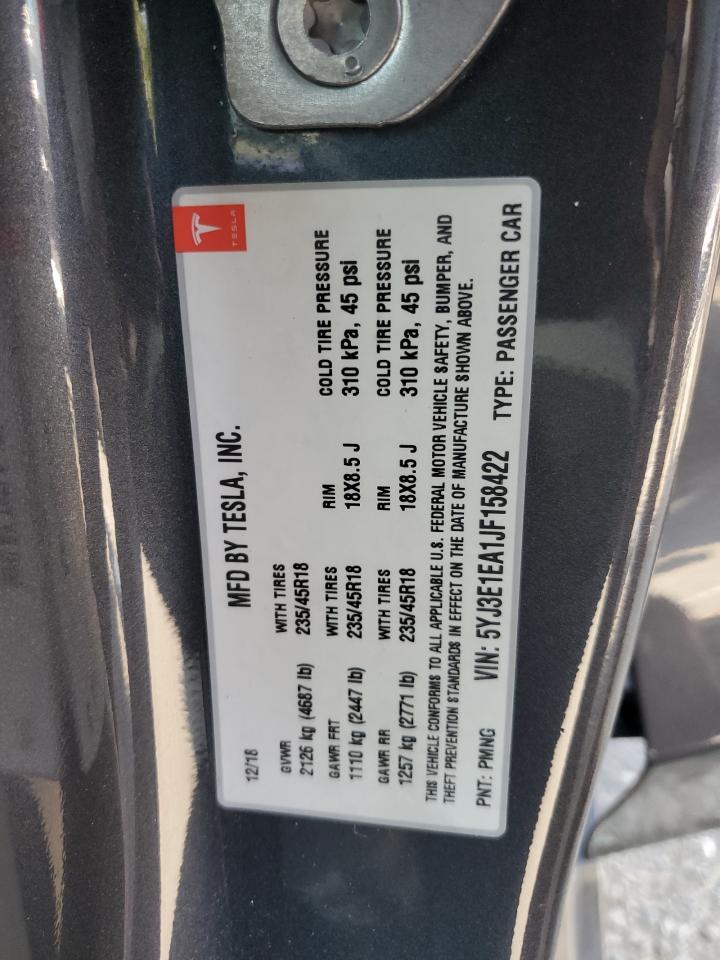 TESLA
MFD BY TESLA, INC.
12/18
GVWR WITH TIRES
2126 kg (4687 lb) 235/45R18
GAWR FRT WITH TIRES RIM COLD TIRE PRESSURE
1110 kg (2447 lb) 235/45R18 18X8.5 J 310 kPa, 45 psi
GAWR RR WITH TIRES RIM COLD TIRE PRESSURE
1257 kg (2771 lb) 235/45R18 18X8.5 J 310 kPa, 45 psi
THIS VEHICLE CONFORMS TO ALL APPLICABLE U.S. FEDERAL MOTOR VEHICLE SAFETY, BUMPER, AND
THEFT PREVENTION STANDARDS IN EFFECT ON THE DATE OF MANUFACTURE SHOWN ABOVE.
PNT: PMNG VIN: 5YJ3E1EA1JF158422 TYPE: PASSENGER CAR